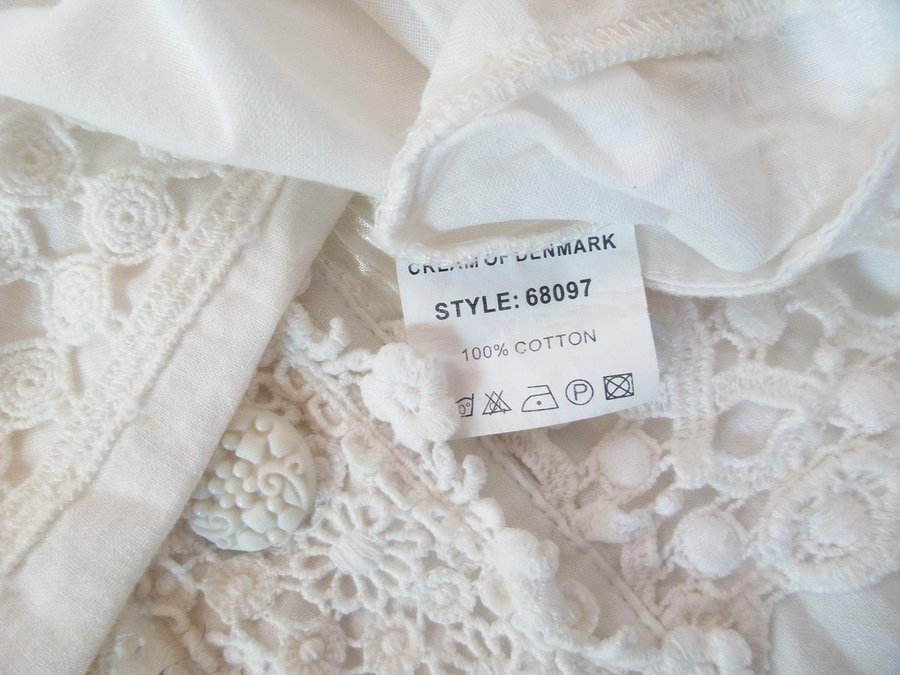 CREAM OF DENMARK
STYLE: 68097
100% COTTON
P